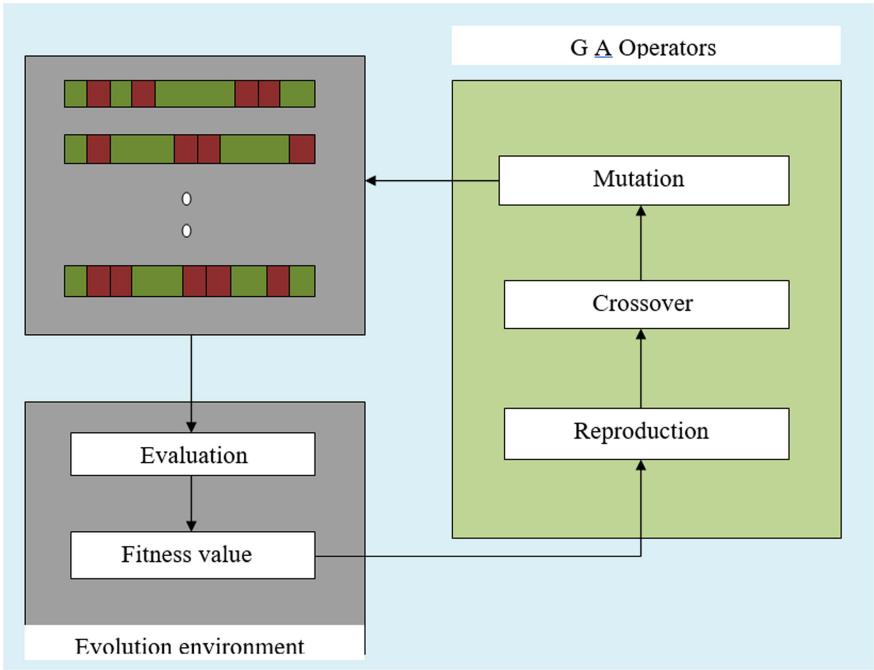 G A Operators
Mutation
Crossover
Reproduction
Evaluation
Fitness value
Evolution environment